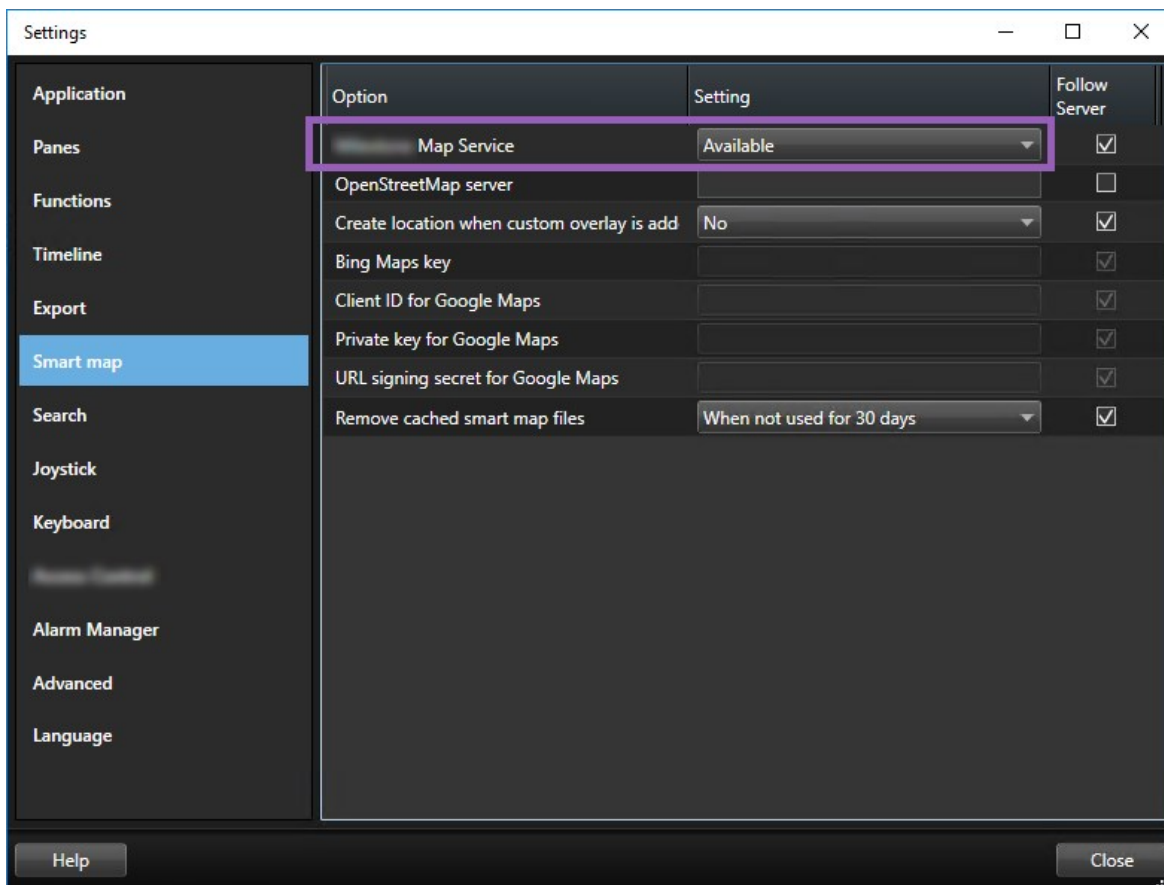 Settings
Application
Panes
Functions
Timeline
Export
Smart map
Search
Joystick
Keyboard
Alarm Manager
Advanced
Language
Option Setting Follow
Server
Map Service Available
OpenStreetMap server
Create location when custom overlay is add No
Bing Maps key
Client ID for Google Maps
Private key for Google Maps
URL signing secret for Google Maps
Remove cached smart map files When not used for 30 days
Help
Close